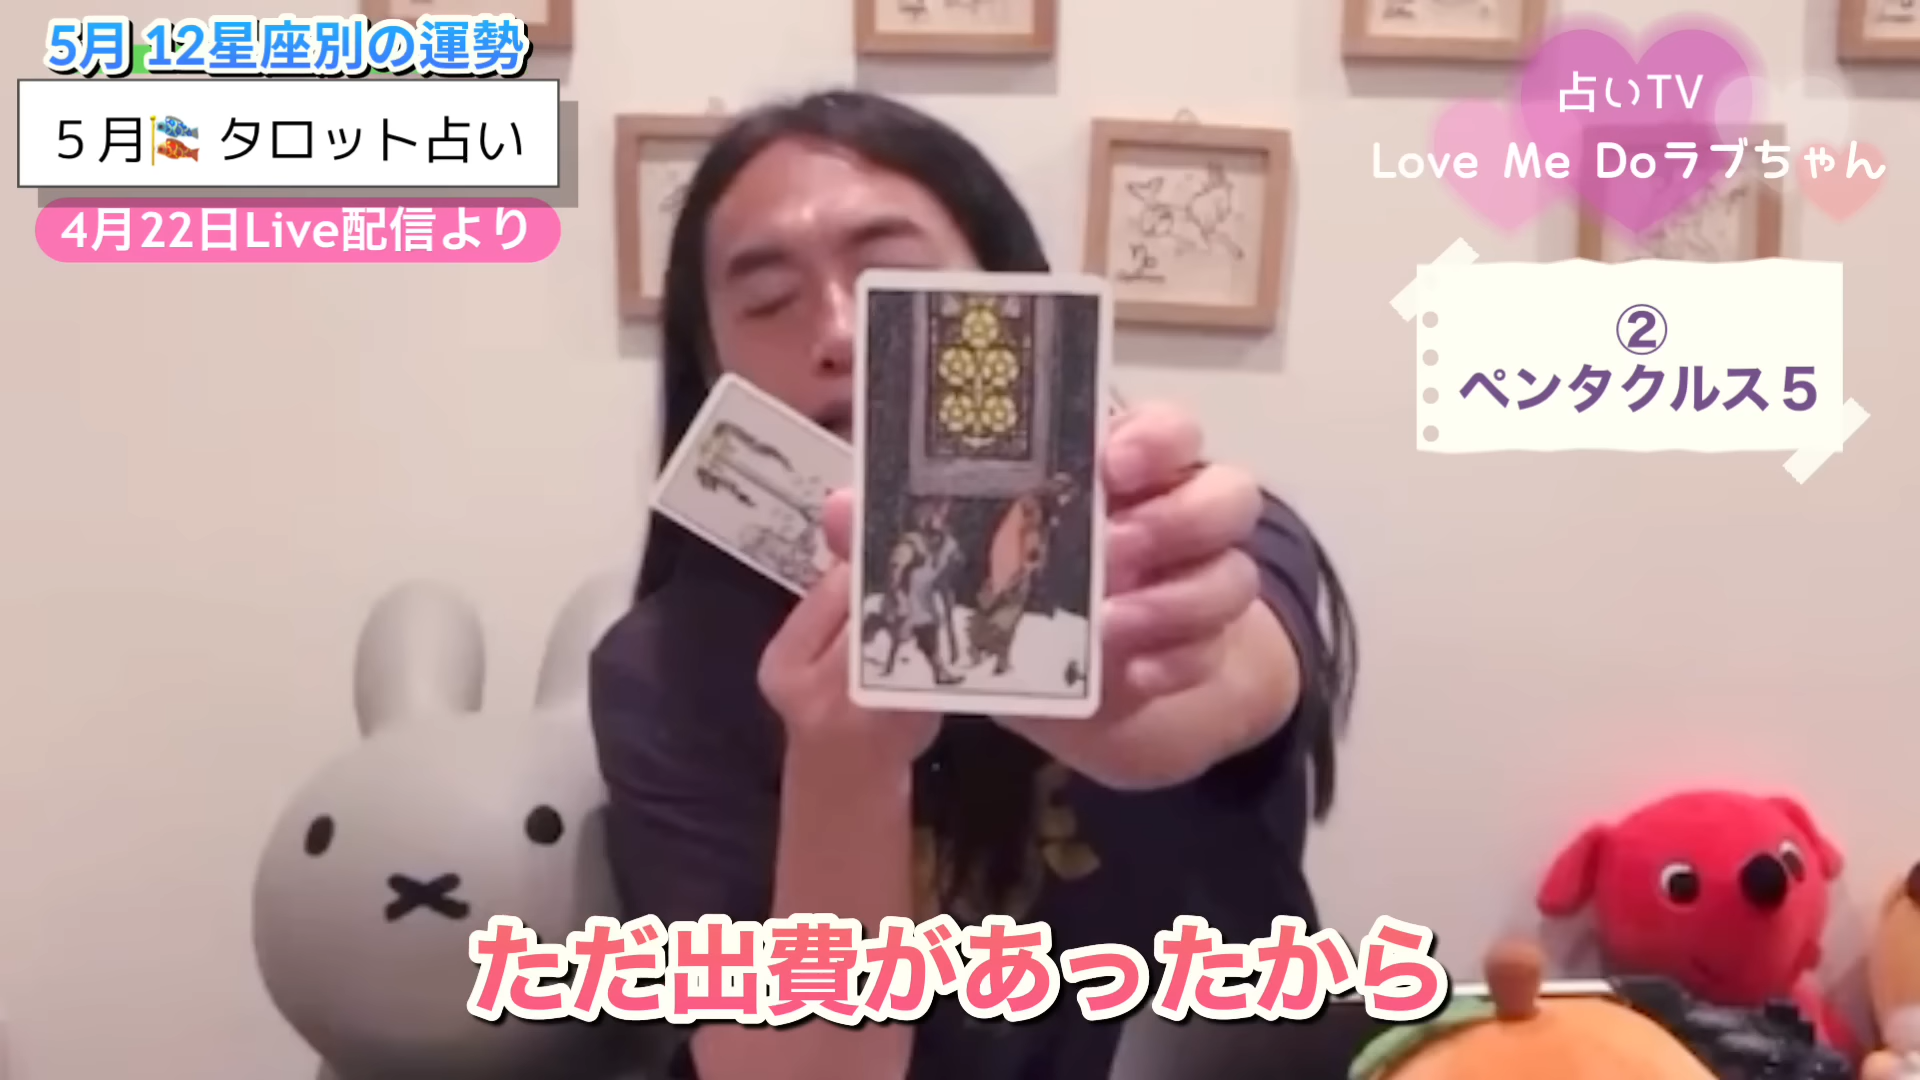 5月 12星座別の運勢
５月🎏 タロット占い
4月22日Live配信より
占いTV
Love Me Doラブちゃん
②
ペンタクルス５
ただ出費があったから